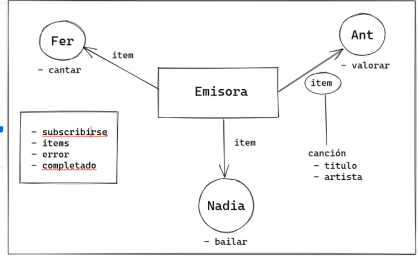 Fer
Ant
item
- cantar
- valorar
Emisora
item
- subscribirse
- items
- error
- completado
item
canción
- titulo
- artista
Nadia
- bailar